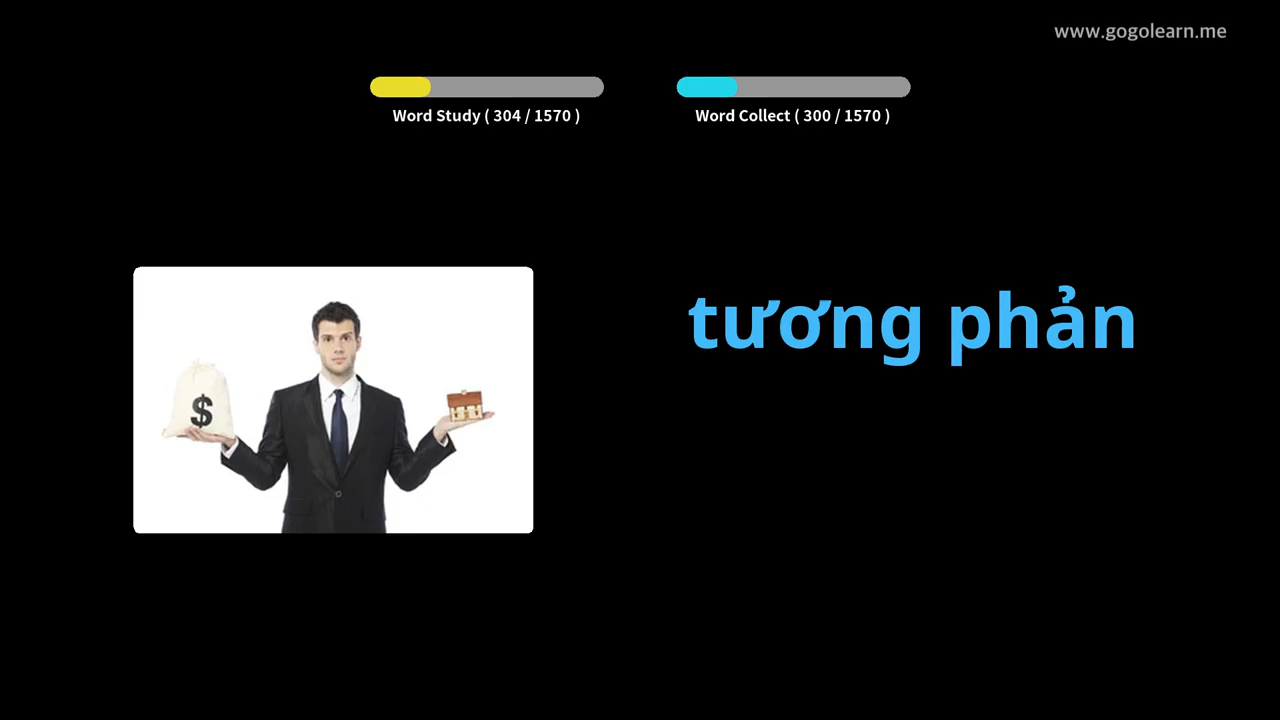 www.gogolearn.me
Word Study ( 304 / 1570 )
Word Collect ( 300 / 1570 )
tương phản
$